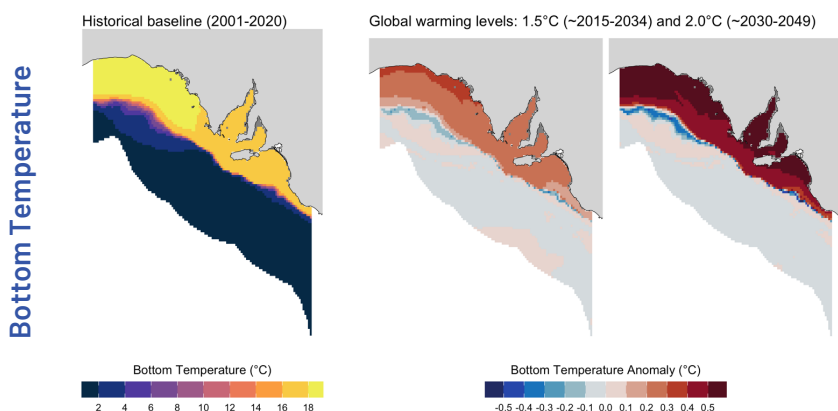 Historical baseline (2001-2020)
Global warming levels: 1.5°C (~2015-2034) and 2.0°C (~2030-2049)
Bottom Temperature
Bottom Temperature (°C)
2 4 6 8 10 12 14 16 18
Bottom Temperature Anomaly (°C)
-0.5 -0.4 -0.3 -0.2 -0.1 0.0 0.1 0.2 0.3 0.4 0.5